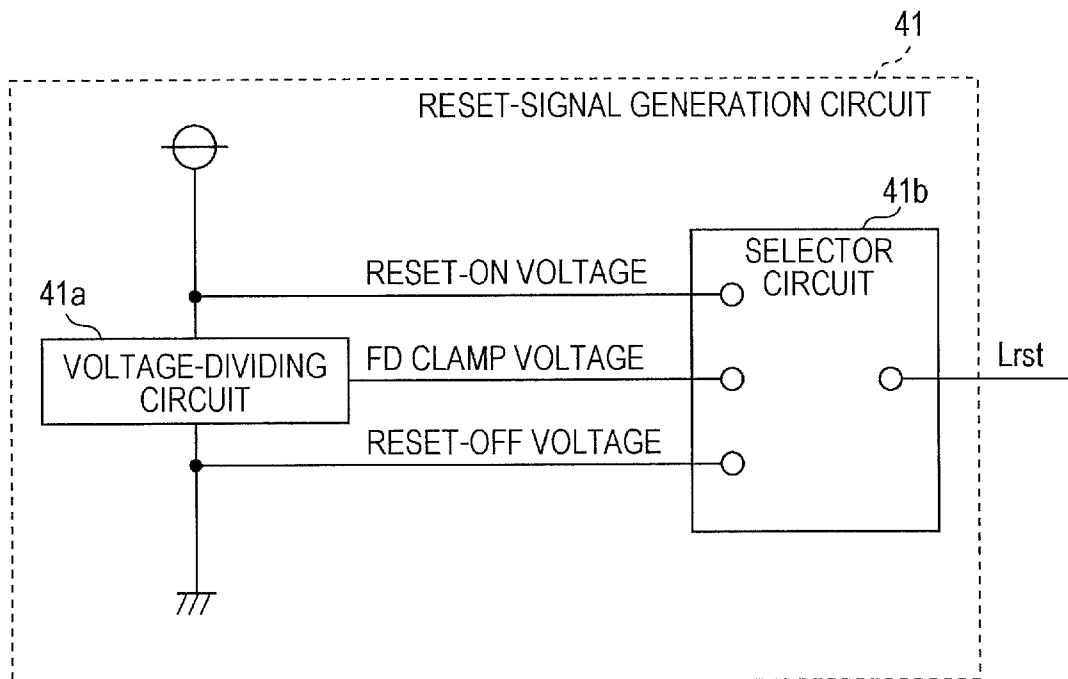 41
RESET-SIGNAL GENERATION CIRCUIT
41b
SELECTOR
CIRCUIT
RESET-ON VOLTAGE
41a
VOLTAGE-DIVIDING
CIRCUIT
FD CLAMP VOLTAGE
Lrst
RESET-OFF VOLTAGE